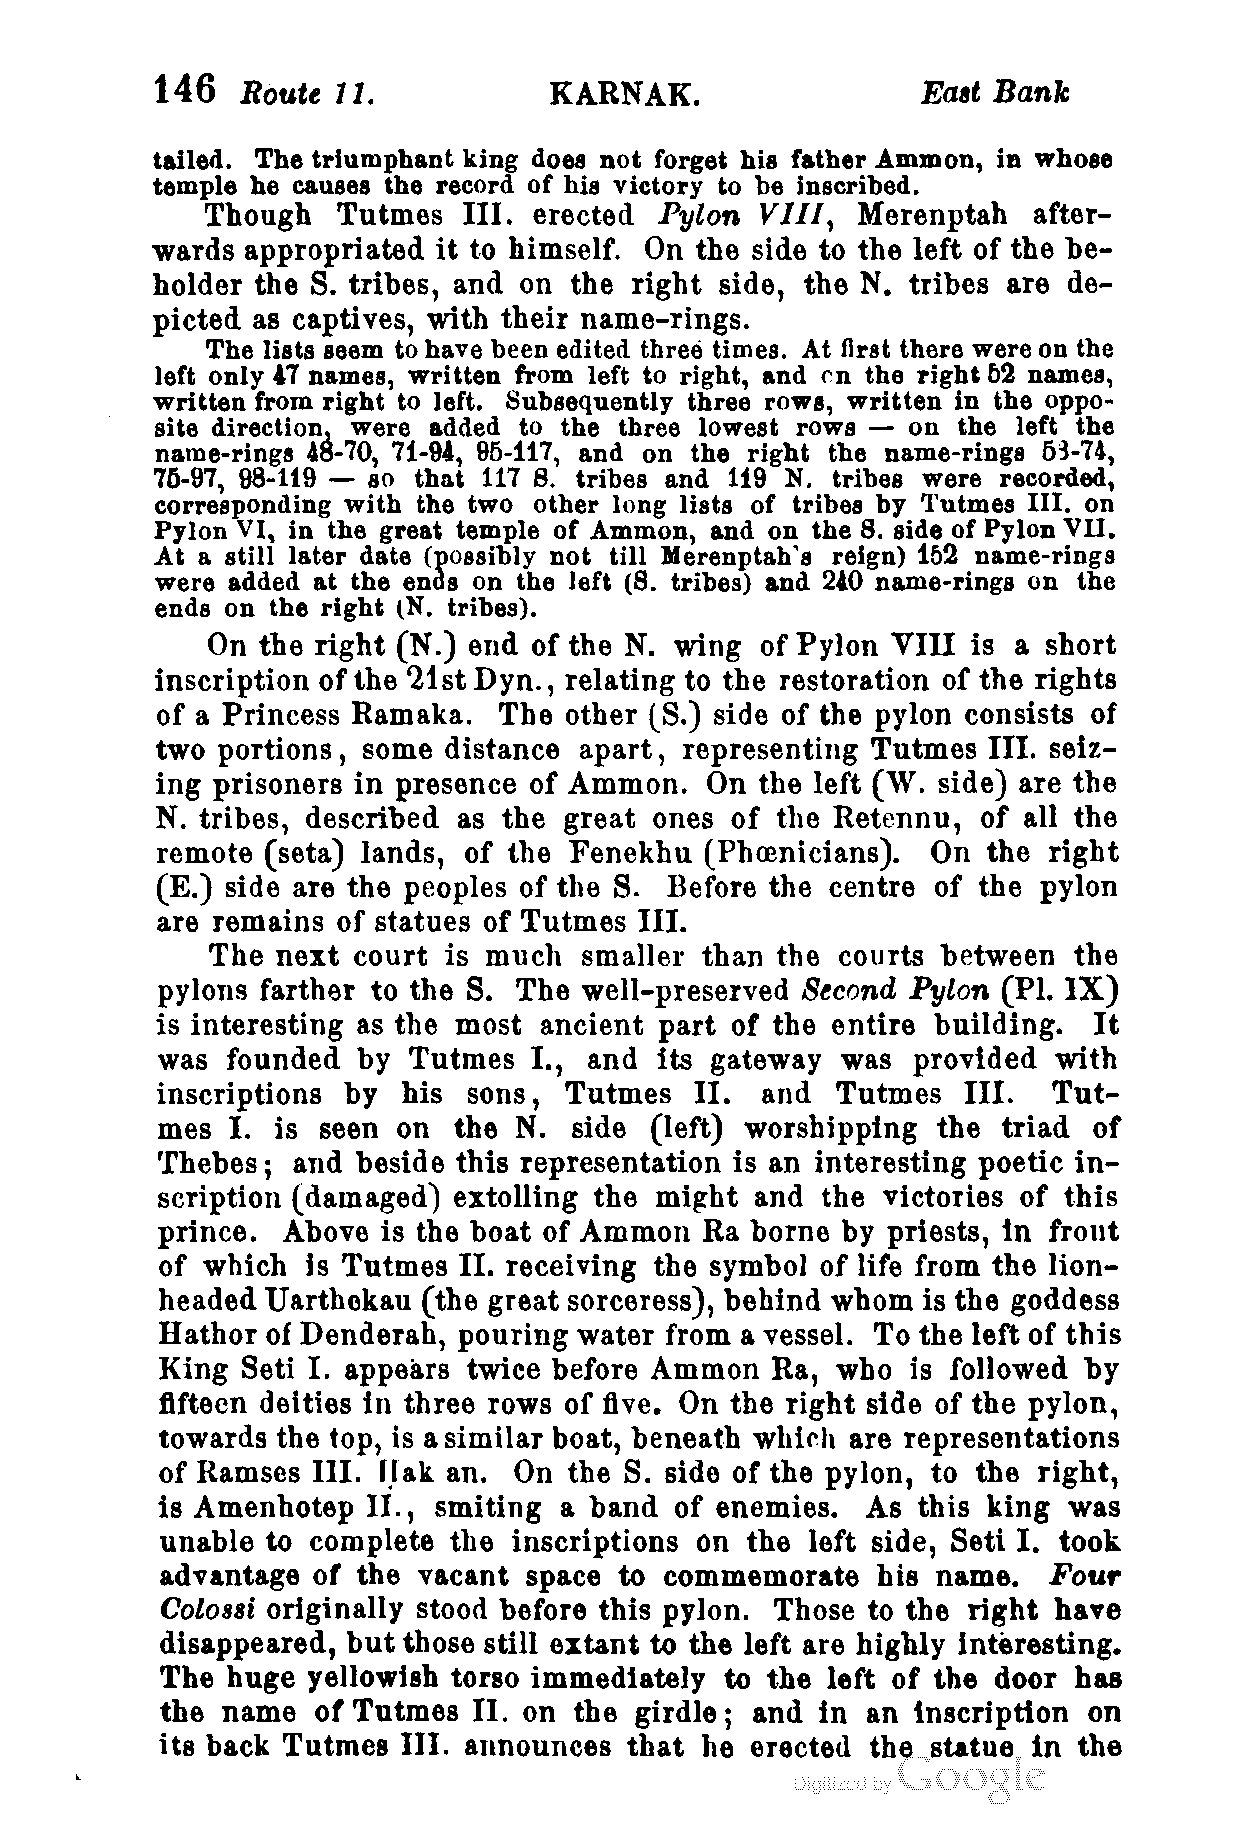 146 Route 11. KARNAK. East Bank
tailed. The triumphant king does not forget his father Ammon, in whose
temple he causes the record of his victory to be inscribed.
Though Tutmes III. erected Pylon VIII, Merenptah after-
wards appropriated it to himself. On the side to the left of the be-
holder the S. tribes, and on the right side, the N. tribes are de-
picted as captives, with their name-rings.
The lists seem to have been edited three times. At first there were on the
left only 47 names, written from left to right, and on the right 52 names,
written from right to left. Subsequently three rows, written in the oppo-
site direction, were added to the three lowest rows — on the left the
name-rings 48-70, 71-94, 95-117, and on the right the name-rings 53-74,
75-97, 98-119 — so that 117 S. tribes and 119 N. tribes were recorded,
corresponding with the two other long lists of tribes by Tutmes III. on
Pylon VI, in the great temple of Ammon, and on the S. side of Pylon VII.
At a still later date (possibly not till Merenptah's reign) 152 name-rings
were added at the ends on the left (S. tribes) and 240 name-rings on the
ends on the right (N. tribes).
On the right (N.) end of the N. wing of Pylon VIII is a short
inscription of the 21st Dyn., relating to the restoration of the rights
of a Princess Ramaka. The other (S.) side of the pylon consists of
two portions, some distance apart, representing Tutmes III. seiz-
ing prisoners in presence of Ammon. On the left (W. side) are the
N. tribes, described as the great ones of the Retennu, of all the
remote (seta) lands, of the Fenekhu (Phœnicians). On the right
(E.) side are the peoples of the S. Before the centre of the pylon
are remains of statues of Tutmes III.
The next court is much smaller than the courts between the
pylons farther to the S. The well-preserved Second Pylon (Pl. IX)
is interesting as the most ancient part of the entire building. It
was founded by Tutmes I., and its gateway was provided with
inscriptions by his sons, Tutmes II. and Tutmes III. Tut-
mes I. is seen on the N. side (left) worshipping the triad of
Thebes; and beside this representation is an interesting poetic in-
scription (damaged) extolling the might and the victories of this
prince. Above is the boat of Ammon Ra borne by priests, in front
of which is Tutmes II. receiving the symbol of life from the lion-
headed Uarthekau (the great sorceress), behind whom is the goddess
Hathor of Denderah, pouring water from a vessel. To the left of this
King Seti I. appears twice before Ammon Ra, who is followed by
fifteen deities in three rows of five. On the right side of the pylon,
towards the top, is a similar boat, beneath which are representations
of Ramses III. Ḥak an. On the S. side of the pylon, to the right,
is Amenhotep II., smiting a band of enemies. As this king was
unable to complete the inscriptions on the left side, Seti I. took
advantage of the vacant space to commemorate his name. Four
Colossi originally stood before this pylon. Those to the right have
disappeared, but those still extant to the left are highly interesting.
The huge yellowish torso immediately to the left of the door has
the name of Tutmes II. on the girdle; and in an inscription on
its back Tutmes III. announces that he erected the statue in the
Digitized by Google